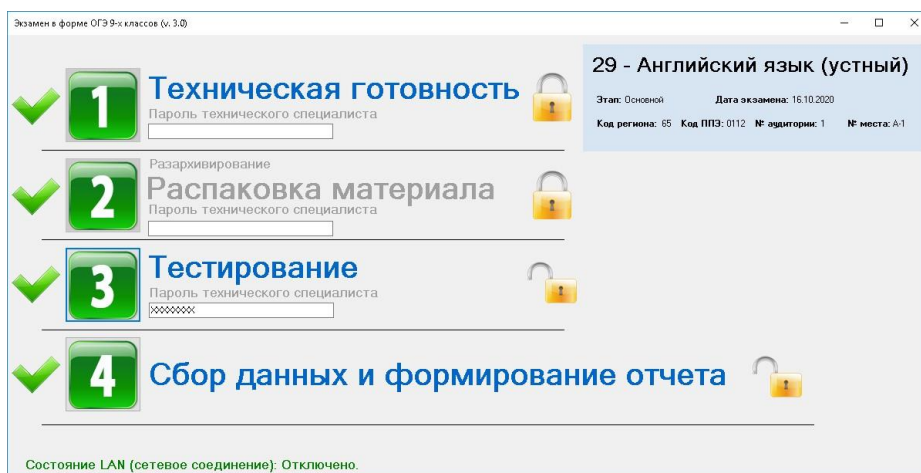 Экзамен в форме ОГЭ 9-х классов (v. 3.0)
29 - Английский язык (устный)
Этап: Основной Дата экзамена: 16.10.2020
Код региона: 65 Код ППЭ: 0112 № аудитории: 1 № места: А-1
1
Техническая готовность
Пароль технического специалиста
2
Разархивирование
Распаковка материала
Пароль технического специалиста
3
Тестирование
Пароль технического специалиста
xxxxxxx
4
Сбор данных и формирование отчета
Состояние LAN (сетевое соединение): Отключено.